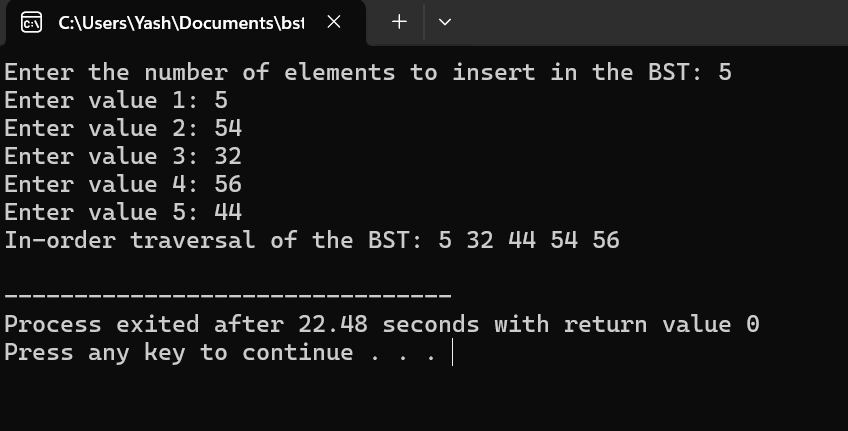 C:\Users\Yash\Documents\bst
Enter the number of elements to insert in the BST: 5
Enter value 1: 5
Enter value 2: 54
Enter value 3: 32
Enter value 4: 56
Enter value 5: 44
In-order traversal of the BST: 5 32 44 54 56
--------------------------------
Process exited after 22.48 seconds with return value 0
Press any key to continue . . .